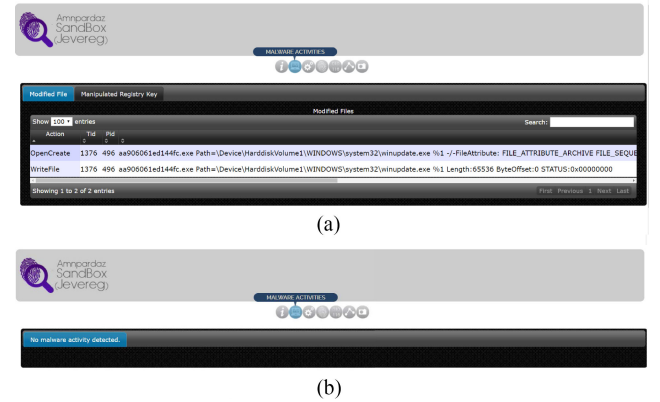 Amnpardaz
SandBox
(Jevereg)
MALWARE ACTIVITIES
Modified File Manipulated Registry Key
Modified Files
Show 100 entries Search:
Action Tid Pid
OpenCreate 1376 496 aa906061ed144fc.exe Path=\Device\HarddiskVolume1\WINDOWS\system32\winupdate.exe %1 -/-FileAttribute: FILE_ATTRIBUTE_ARCHIVE FILE_SEQUE
WriteFile 1376 496 aa906061ed144fc.exe Path=\Device\HarddiskVolume1\WINDOWS\system32\winupdate.exe %1 Length:65536 ByteOffset:0 STATUS:0x00000000
Showing 1 to 2 of 2 entries First Previous 1 Next Last
(a)
Amnpardaz
SandBox
(Jevereg)
MALWARE ACTIVITIES
No malware activity detected.
(b)